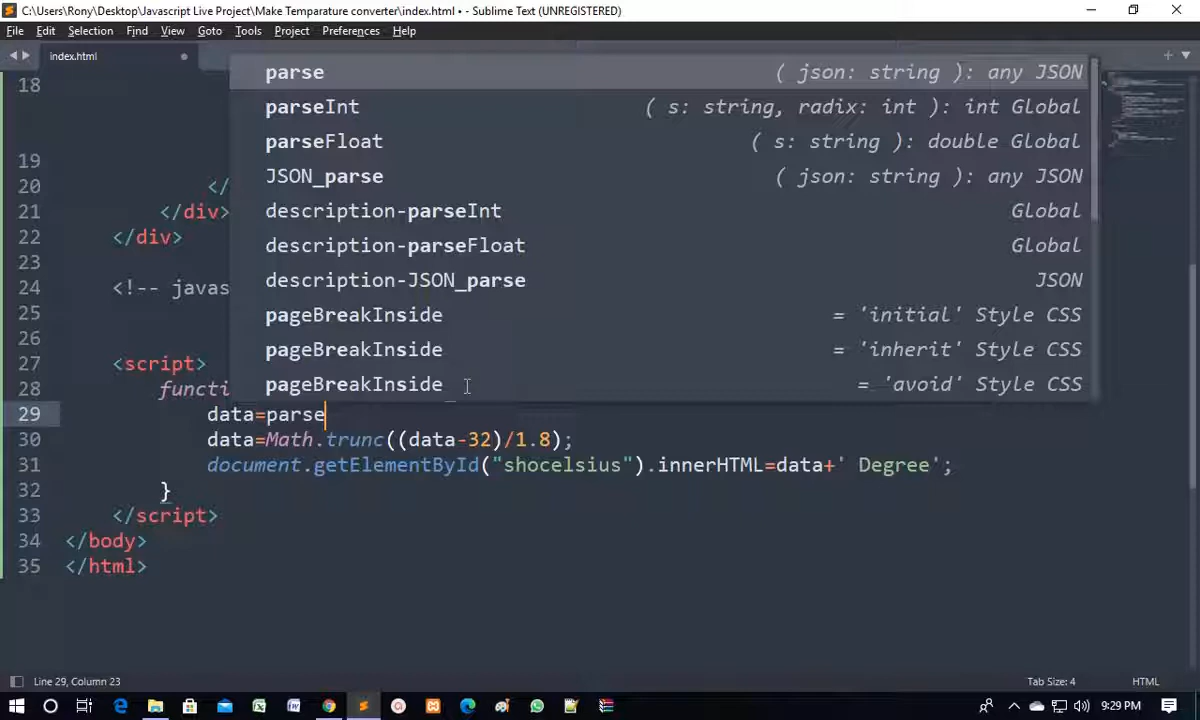 C:\Users\Rony\Desktop\Javascript Live Project\Make Temparature converter\index.html • - Sublime Text (UNREGISTERED)
File Edit Selection Find View Goto Tools Project Preferences Help
index.html
parse ( json: string ): any JSON
parseInt ( s: string, radix: int ): int Global
parseFloat ( s: string ): double Global
JSON_parse ( json: string ): any JSON
description-parseInt Global
description-parseFloat Global
description-JSON_parse JSON
pageBreakInside = 'initial' Style CSS
pageBreakInside = 'inherit' Style CSS
pageBreakInside = 'avoid' Style CSS
18
19
20 </
21 </div>
22 </div>
23
24 <!-- javas
25
26
27 <script>
28 functi
29 data=parse
30 data=Math.trunc((data-32)/1.8);
31 document.getElementById("shocelsius").innerHTML=data+' Degree';
32 }
33 </script>
34 </body>
35 </html>
Line 29, Column 23 Tab Size: 4 HTML
9:29 PM